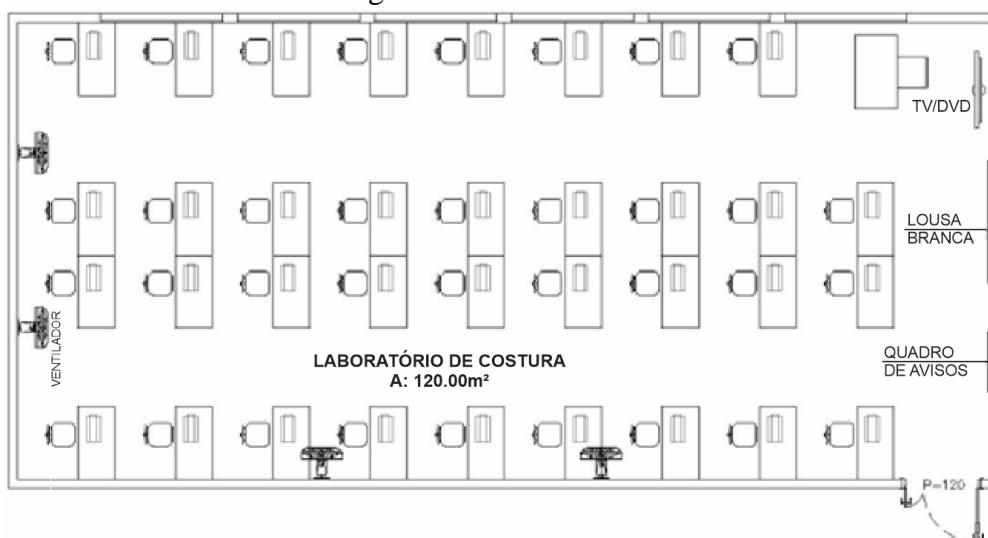 TV/DVD
LOUSA
BRANCA
VENTILADOR
LABORATÓRIO DE COSTURA
A: 120.00m²
QUADRO
DE AVISOS
P=120